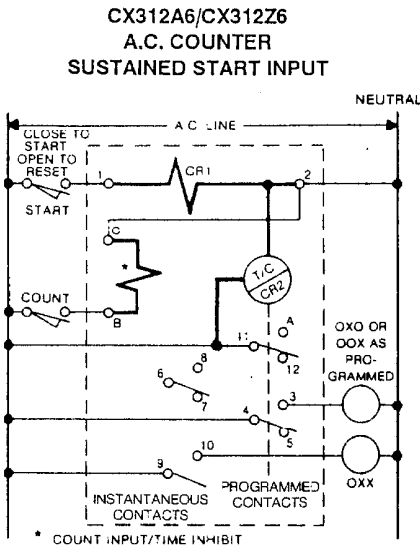 CX312A6/CX312Z6
A.C. COUNTER
SUSTAINED START INPUT
NEUTRAL
A.C. LINE
CLOSE TO
START
OPEN TO
RESET
1
CR1
2
START
C
*
T/C
CR2
COUNT
B
A
11
12
OXO OR
OOX AS
PRO-
GRAMMED
8
6
7
3
4
5
10
9
OXX
INSTANTANEOUS
CONTACTS
PROGRAMMED
CONTACTS
* COUNT INPUT/TIME INHIBIT